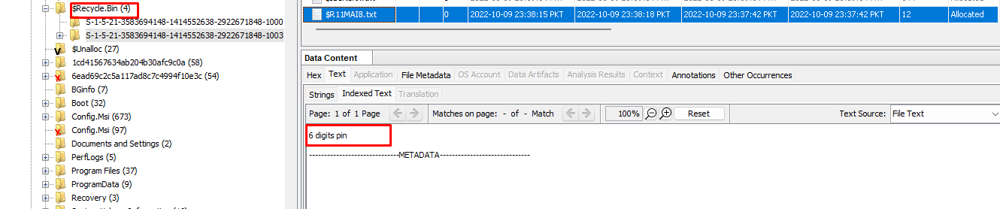 $Recycle.Bin (4)
S-1-5-21-3583694148-1414552638-2922671848-1000
S-1-5-21-3583694148-1414552638-2922671848-1003
$Unalloc (27)
1cd41567634ab204b30afc9c0a (58)
6ead69c2c5a117ad8c7c4994f10e3c (54)
BGinfo (7)
Boot (32)
Config.Msi (673)
Config.Msi (97)
Documents and Settings (2)
PerfLogs (5)
Program Files (37)
ProgramData (9)
Recovery (3)
$R11MAI8.txt 0 2022-10-09 23:38:15 PKT 2022-10-09 23:38:18 PKT 2022-10-09 23:37:42 PKT 2022-10-09 23:37:42 PKT 12 Allocated
Data Content
Hex Text Application File Metadata OS Account Data Artifacts Analysis Results Context Annotations Other Occurrences
Strings Indexed Text Translation
Page: 1 of 1 Page Matches on page: - of - Match 100% Reset Text Source: File Text
6 digits pin
------------------------------METADATA------------------------------